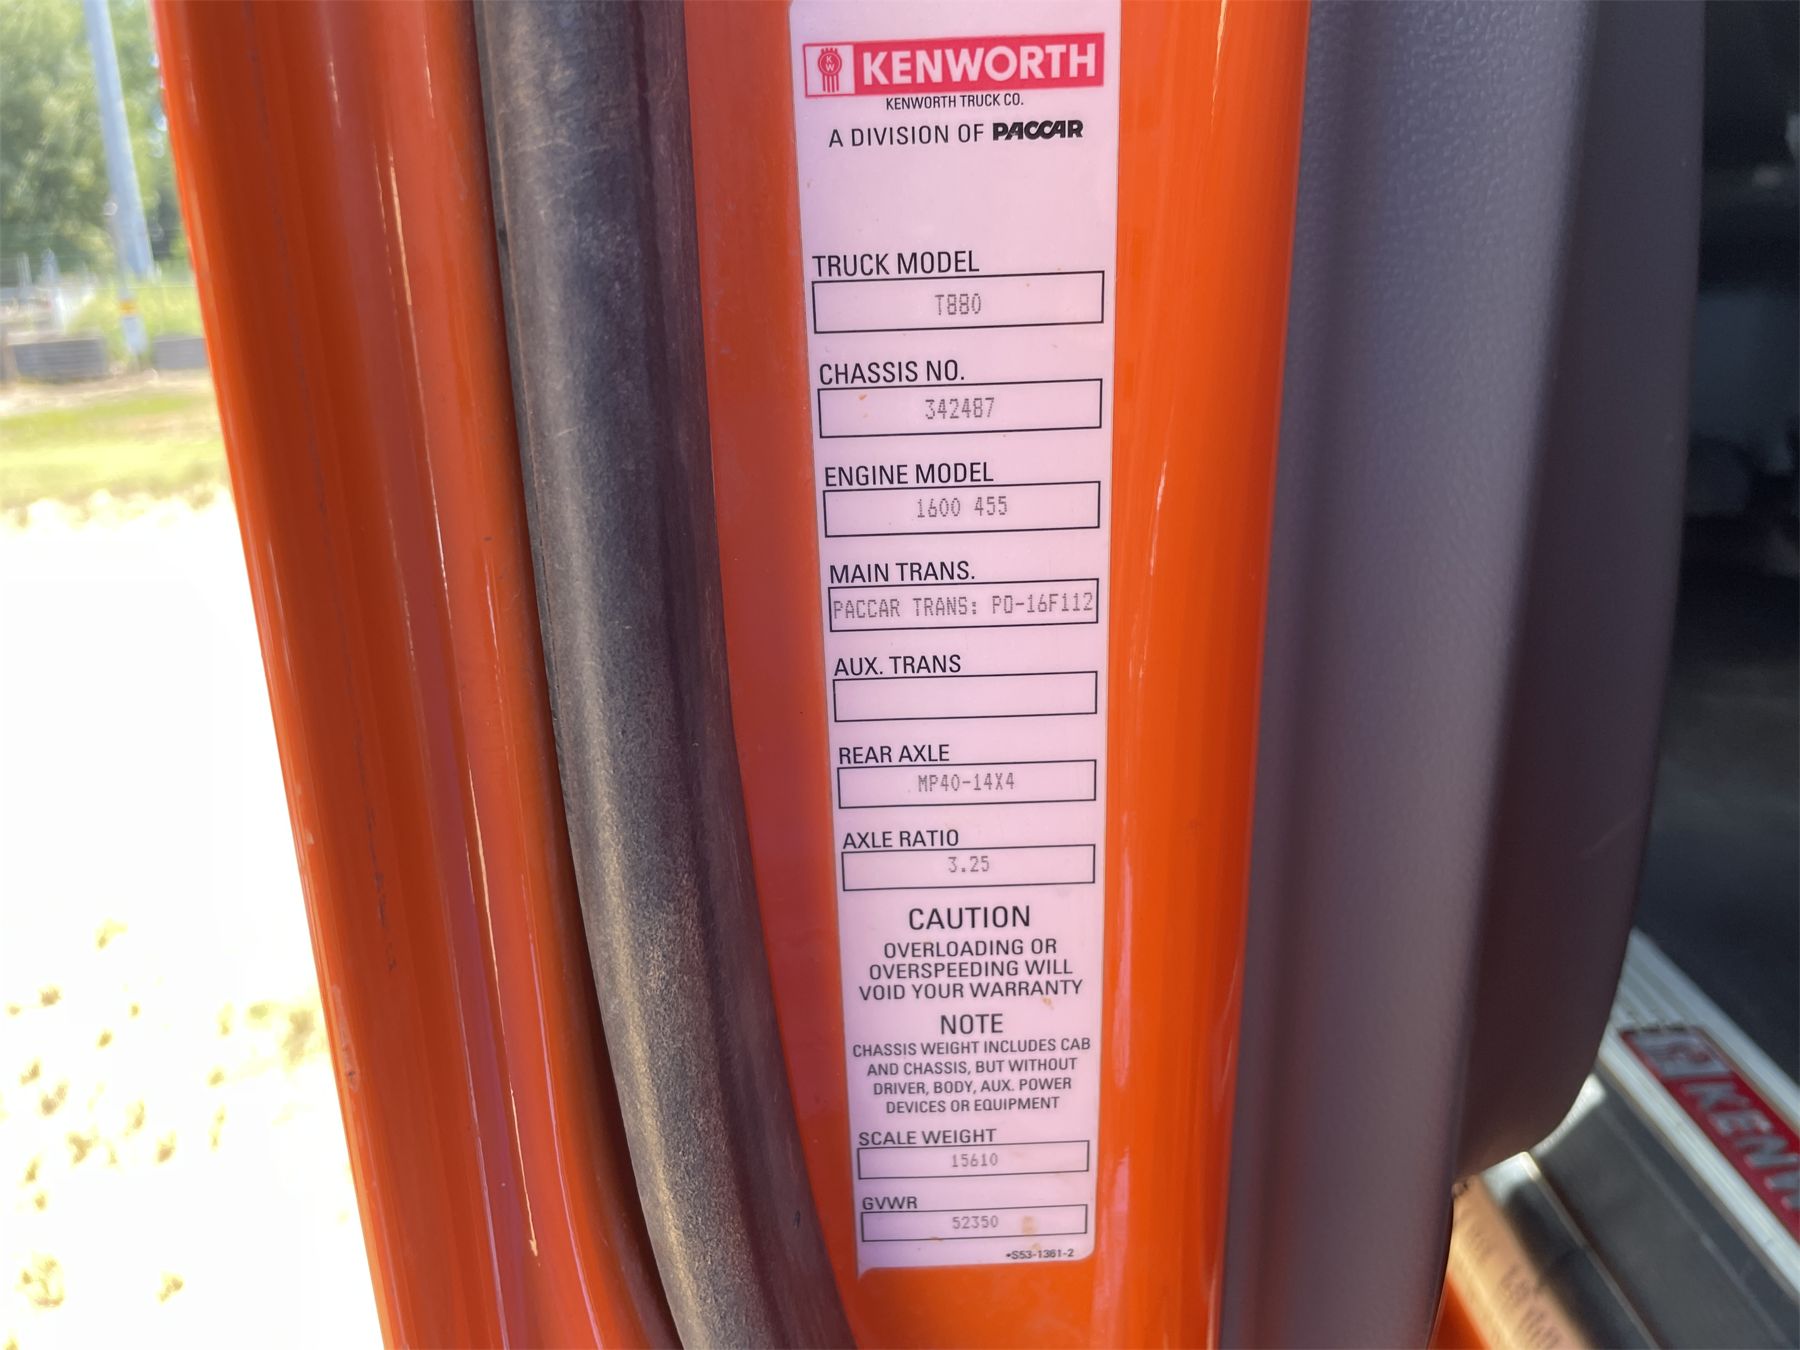 KW KENWORTH
KENWORTH TRUCK CO.
A DIVISION OF PACCAR
TRUCK MODEL
T880
CHASSIS NO.
342487
ENGINE MODEL
1600 455
MAIN TRANS.
PACCAR TRANS: PO-16F112
AUX. TRANS
REAR AXLE
MP40-14X4
AXLE RATIO
3.25
CAUTION
OVERLOADING OR
OVERSPEEDING WILL
VOID YOUR WARRANTY
NOTE
CHASSIS WEIGHT INCLUDES CAB
AND CHASSIS, BUT WITHOUT
DRIVER, BODY, AUX. POWER
DEVICES OR EQUIPMENT
SCALE WEIGHT
15610
GVWR
52350
*S53-1361-2
KENW